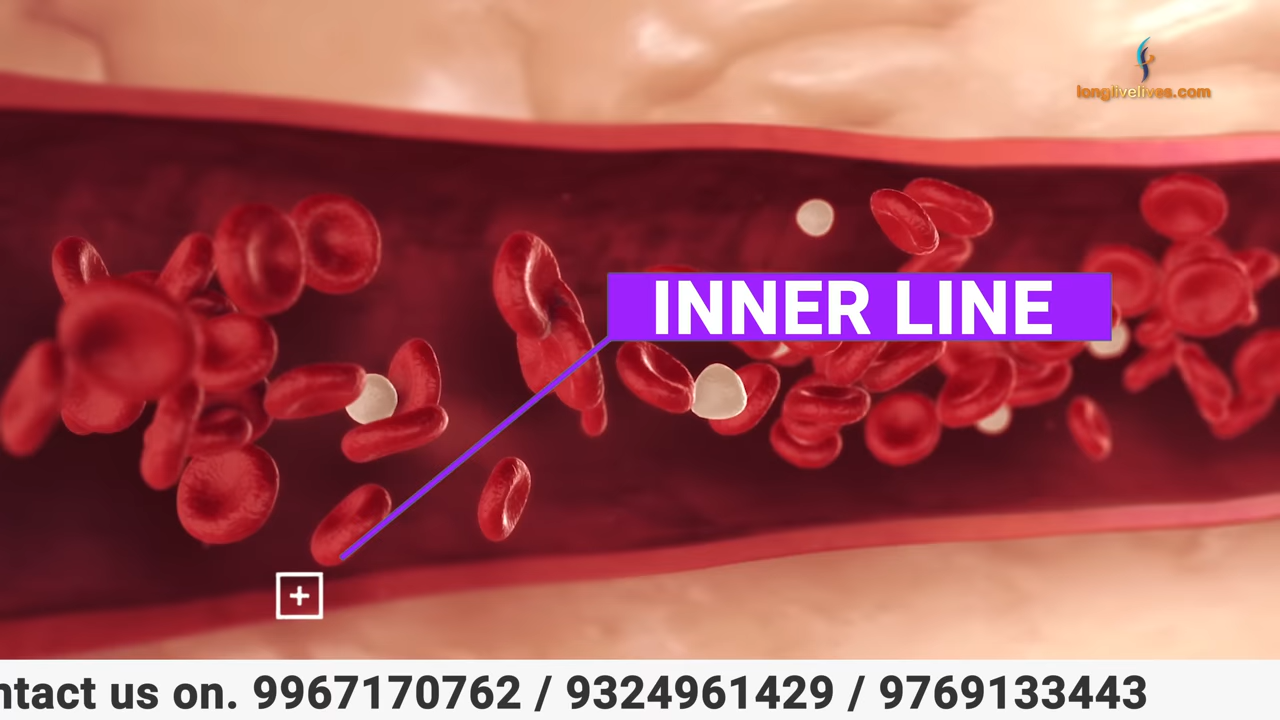 longlivelives.com
INNER LINE
ntact us on. 9967170762 / 9324961429 / 9769133443